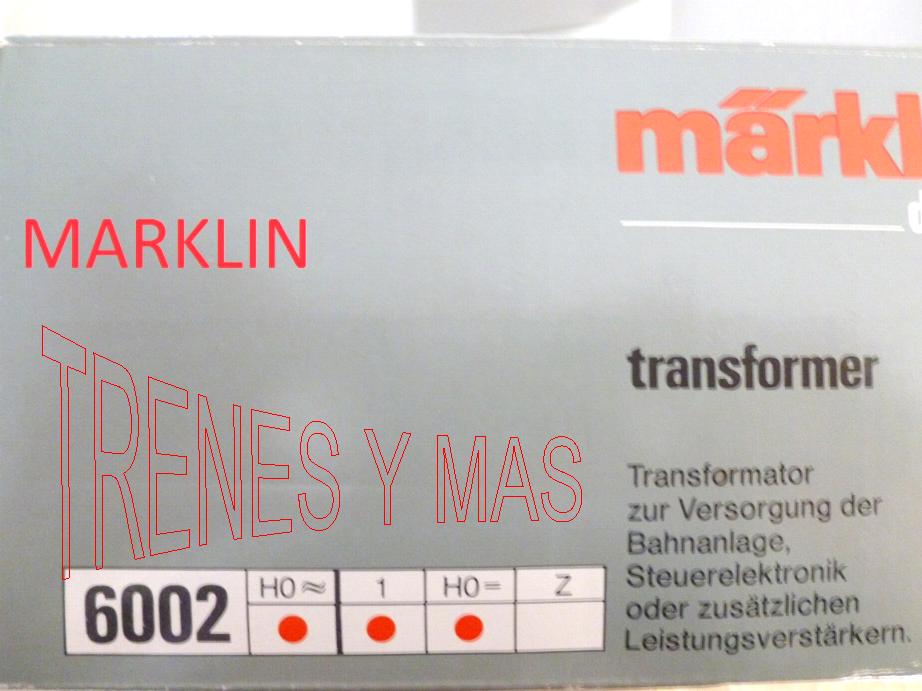 märkl
d
MARKLIN
TRENES Y MAS
transformer
Transformator
zur Versorgung der
Bahnanlage,
Steuerelektronik
oder zusätzlichen
Leistungsverstärkern.
6002 H0≈ 1 H0= Z